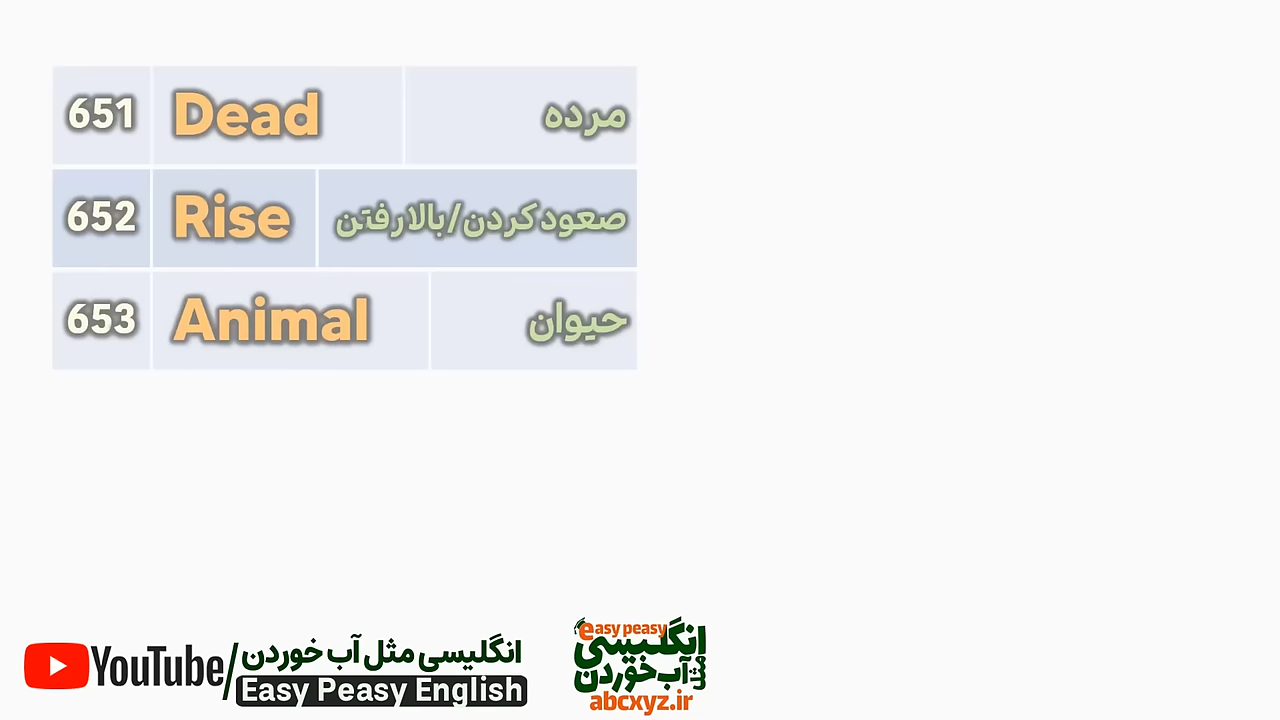 651 Dead مرده
652 Rise صعود کردن/بالا رفتن
653 Animal حیوان
YouTube/انگلیسی مثل آب خوردن
Easy Peasy English
easy peasy
انگلیسی
مثل آب خوردن
abcxyz.ir